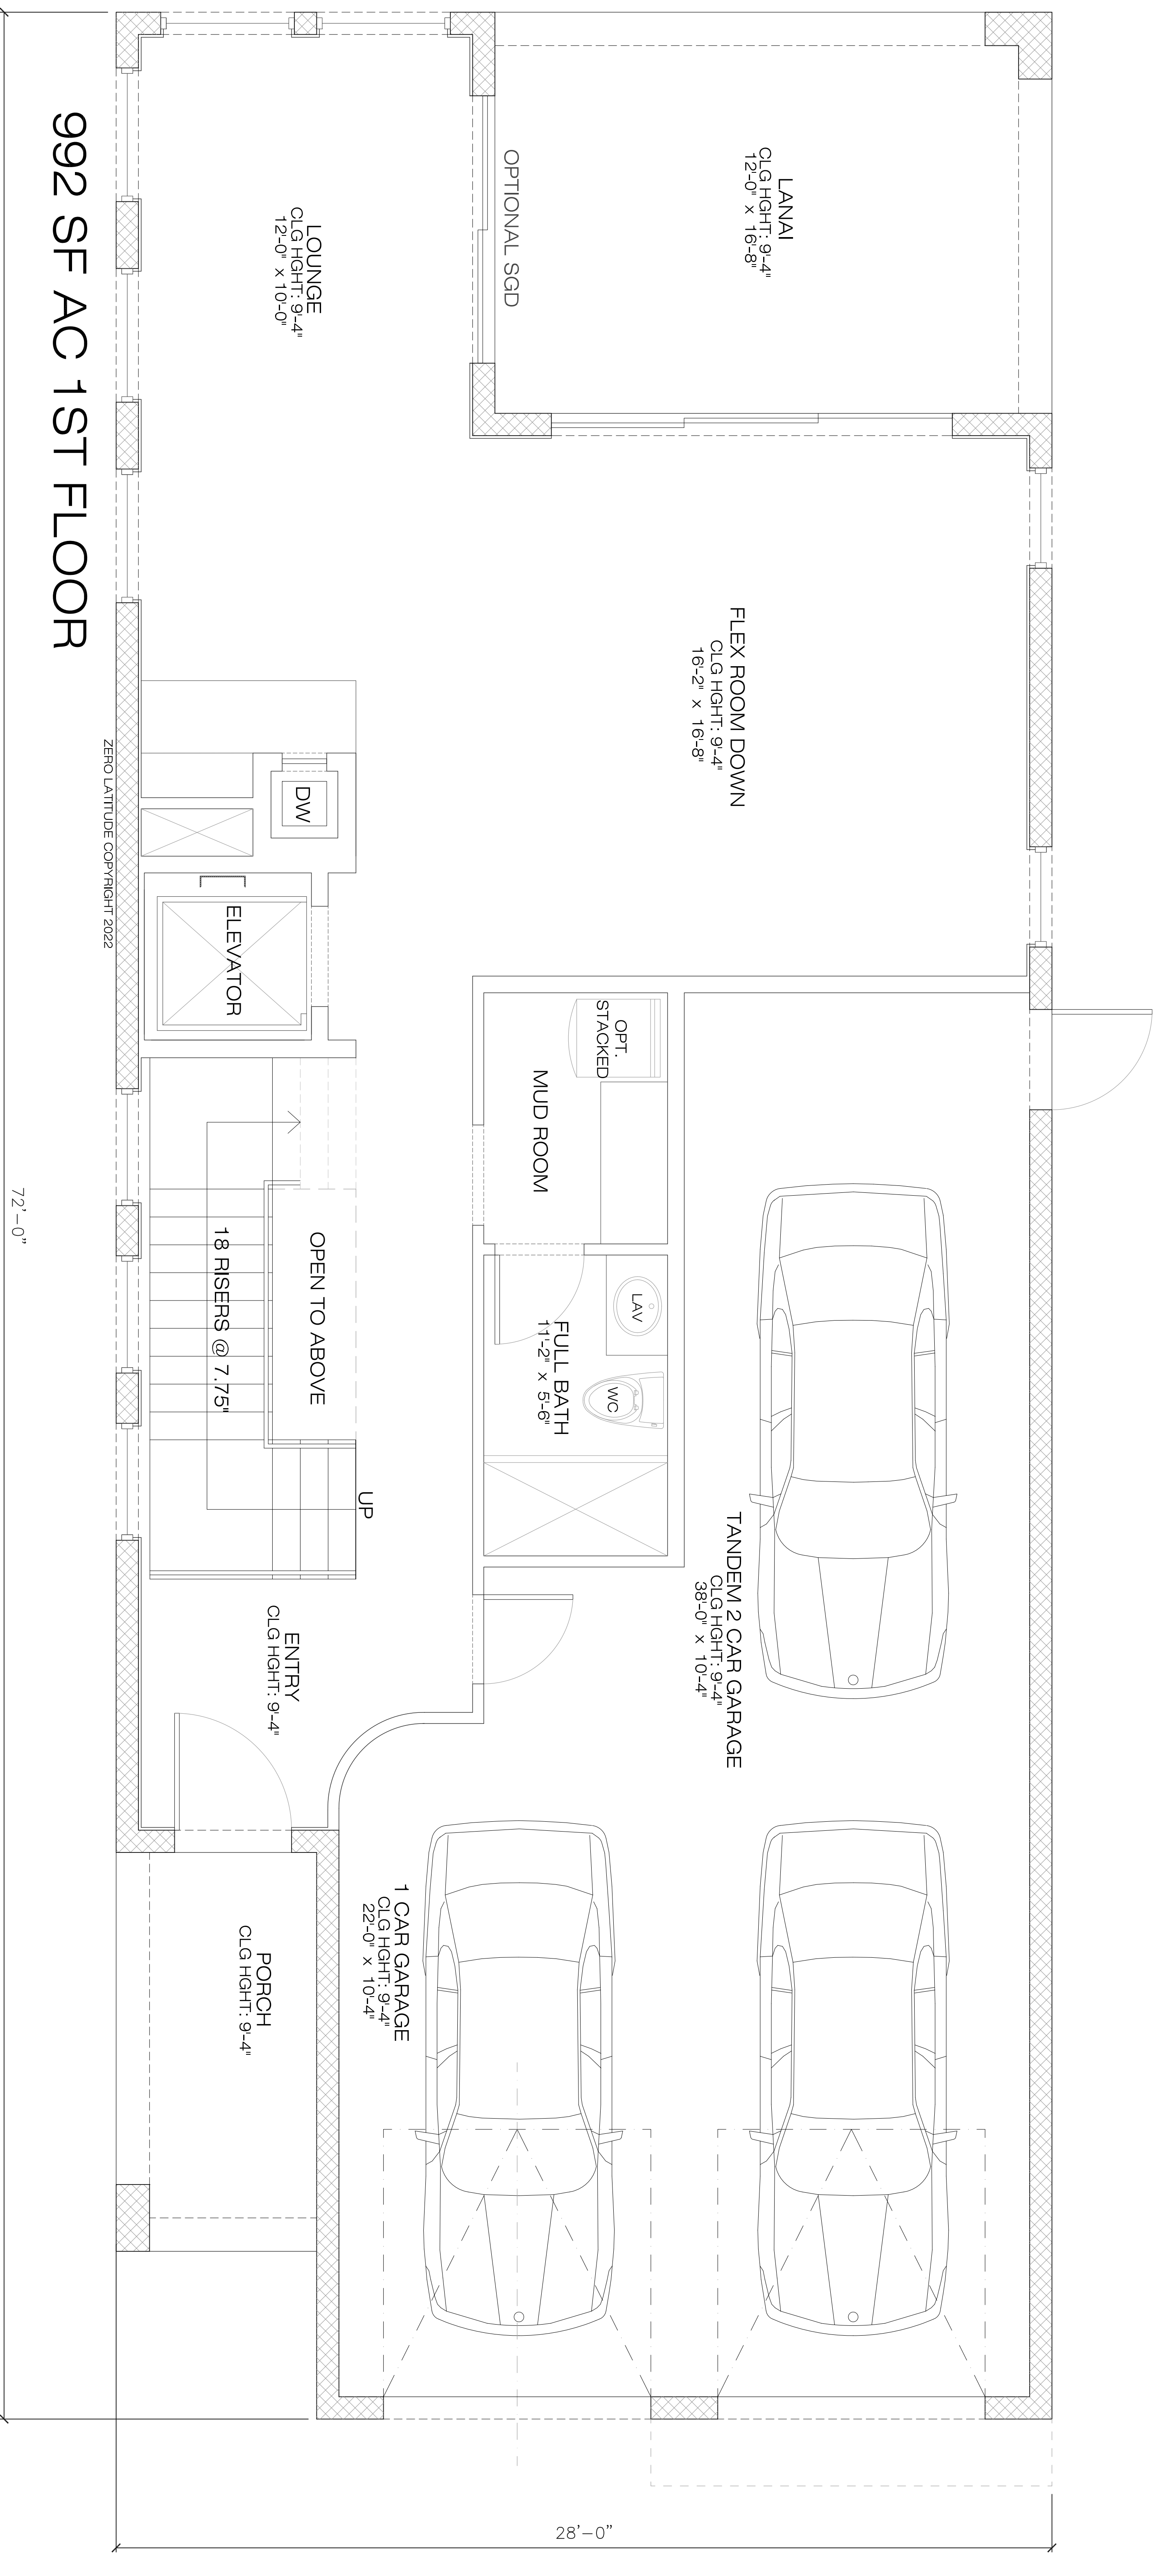 LANAI
CLG HGHT: 9'-4"
12'-0" x 16'-8"
OPTIONAL SGD
LOUNGE
CLG HGHT: 9'-4"
12'-0" x 10'-0"
FLEX ROOM DOWN
CLG HGHT: 9'-4"
16'-2" x 16'-8"
DW
ELEVATOR
OPT.
STACKED
MUD ROOM
LAV
WC
FULL BATH
11'-2" x 5'-6"
OPEN TO ABOVE
18 RISERS @ 7.75"
UP
TANDEM 2 CAR GARAGE
CLG HGHT: 9'-4"
38'-0" x 10'-4"
ENTRY
CLG HGHT: 9'-4"
1 CAR GARAGE
CLG HGHT: 9'-4"
22'-0" x 10'-4"
PORCH
CLG HGHT: 9'-4"
ZERO LATITUDE COPYRIGHT 2022
992 SF AC 1ST FLOOR
72'-0"
28'-0"